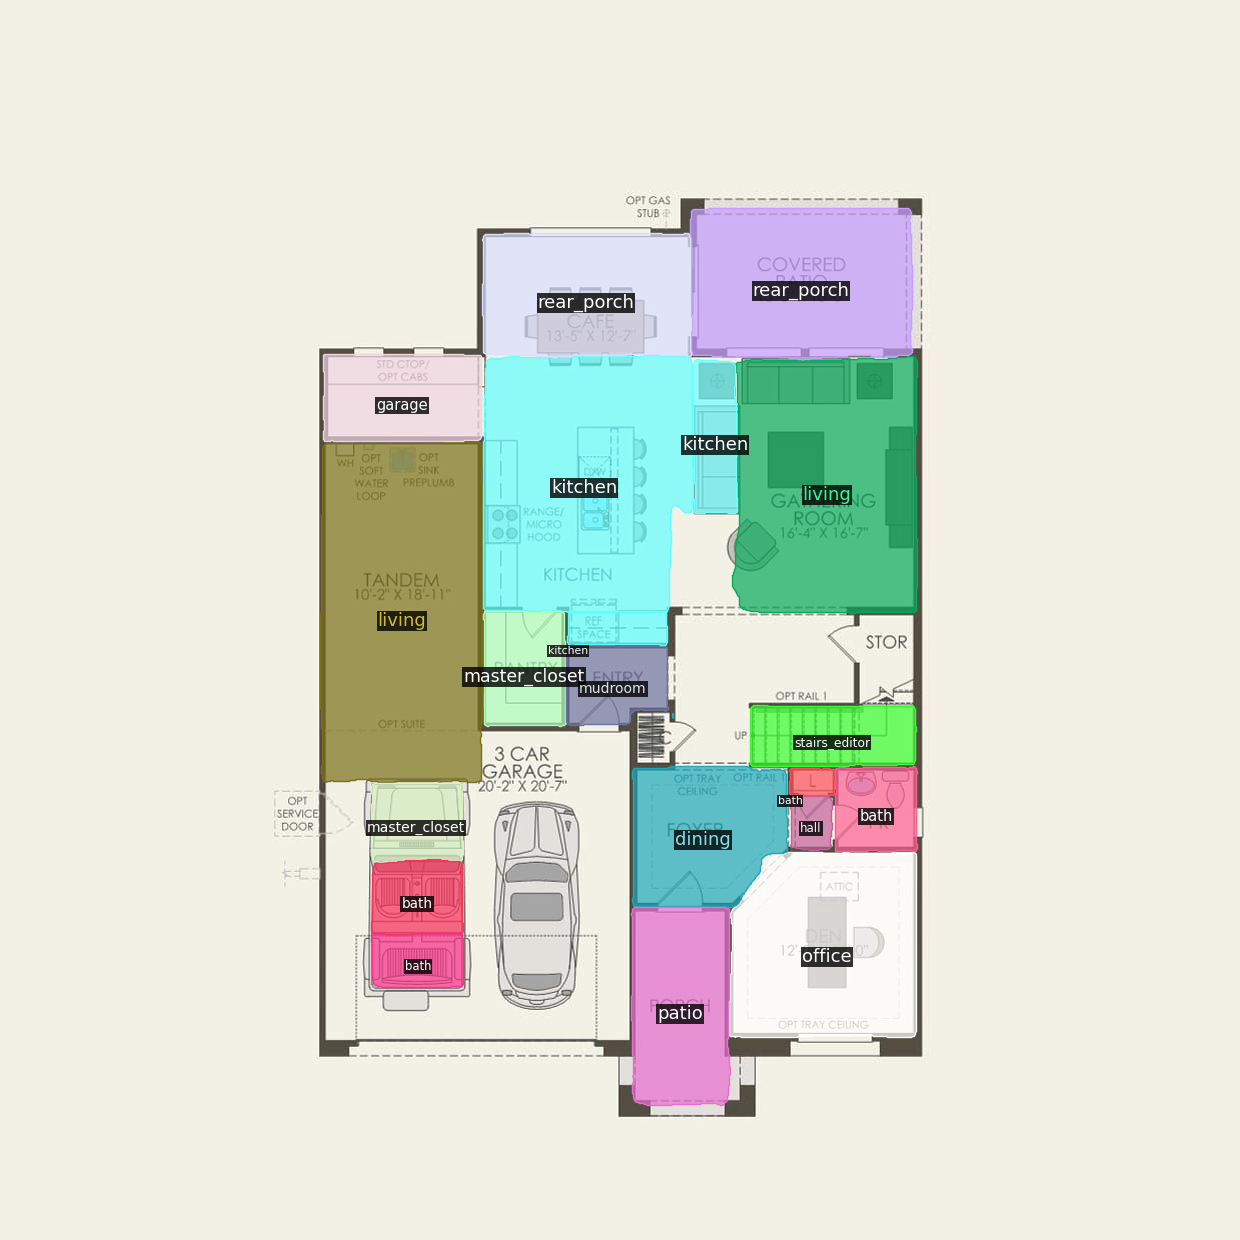 OPT GAS
STUB
COVERED
rear_porch
rear_porch
CAFE
13'-5" X 12'-7"
STD CTOP/
OPT CABS
garage
kitchen
WH
OPT
SOFT
WATER
LOOP
OPT
SINK
PREPLUMB
D/W
kitchen
living
GATHERING
ROOM
16'-4" X 16'-7"
RANGE/
MICRO
HOOD
KITCHEN
TANDEM
10'-2" X 18'-11"
living
REF
SPACE
kitchen
STOR
PANTRY
master_closet
ENTRY
mudroom
OPT RAIL 1
OPT SUITE
UP
stairs_editor
3 CAR
GARAGE
20'-2" X 20'-7"
OPT TRAY
CEILING
OPT RAIL 1
L
bath
OPT
SERVICE
DOOR
master_closet
FOYER
dining
hall
bath
ATTIC
bath
DEN
office
bath
PORCH
patio
OPT TRAY CEILING